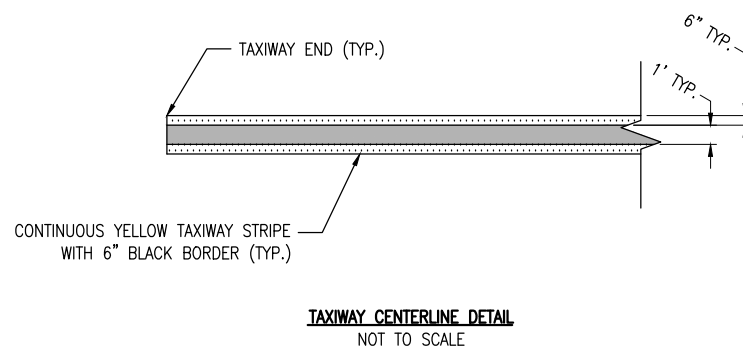 6" TYP.
TAXIWAY END (TYP.)
1' TYP.
CONTINUOUS YELLOW TAXIWAY STRIPE
WITH 6" BLACK BORDER (TYP.)
TAXIWAY CENTERLINE DETAIL
NOT TO SCALE